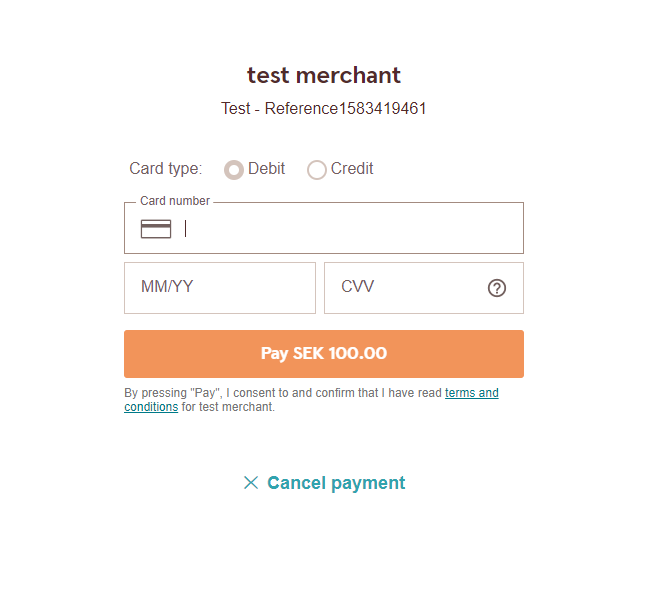 test merchant
Test - Reference1583419461
Card type: Debit Credit
Card number
MM/YY CVV ?
Pay SEK 100.00
By pressing "Pay", I consent to and confirm that I have read terms and
conditions for test merchant.
Cancel payment